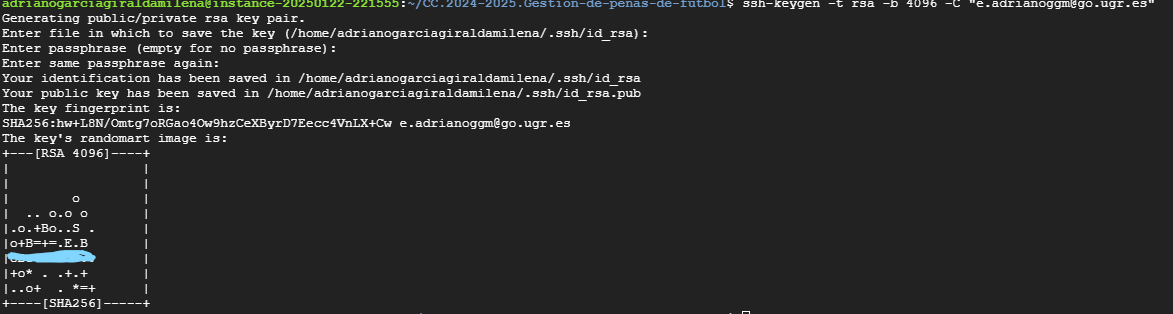 adrianogarciagiraldamilena@instance-20250122-221555:~/CC.2024-2025.Gestion-de-penas-de-futbol$ ssh-keygen -t rsa -b 4096 -C "e.adrianoggm@go.ugr.es"
Generating public/private rsa key pair.
Enter file in which to save the key (/home/adrianogarciagiraldamilena/.ssh/id_rsa):
Enter passphrase (empty for no passphrase):
Enter same passphrase again:
Your identification has been saved in /home/adrianogarciagiraldamilena/.ssh/id_rsa
Your public key has been saved in /home/adrianogarciagiraldamilena/.ssh/id_rsa.pub
The key fingerprint is:
SHA256:hw+L8N/Omtg7oRGao4Ow9hzCeXByrD7Eecc4VnLX+Cw e.adrianoggm@go.ugr.es
The key's randomart image is:
+---[RSA 4096]----+
|                 |
|                 |
|        o        |
|  .. o.o o       |
|.o.+Bo..S .      |
|o+B=+=.E.B       |
|+o* . .+.+       |
|..o+  . *=+      |
+----[SHA256]-----+